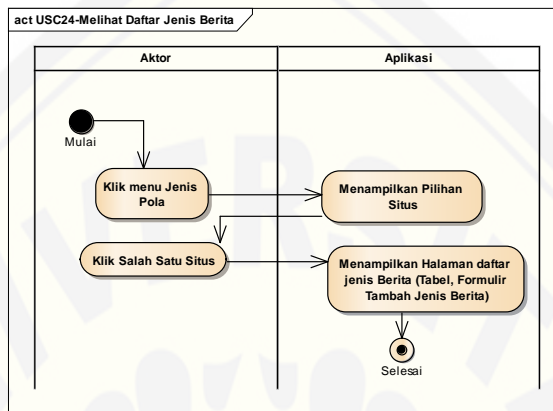 act USC24-Melihat Daftar Jenis Berita
Aktor
Aplikasi
Mulai
Klik menu Jenis
Pola
Menampilkan Pilihan
Situs
Klik Salah Satu Situs
Menampilkan Halaman daftar
jenis Berita (Tabel, Formulir
Tambah Jenis Berita)
Selesai